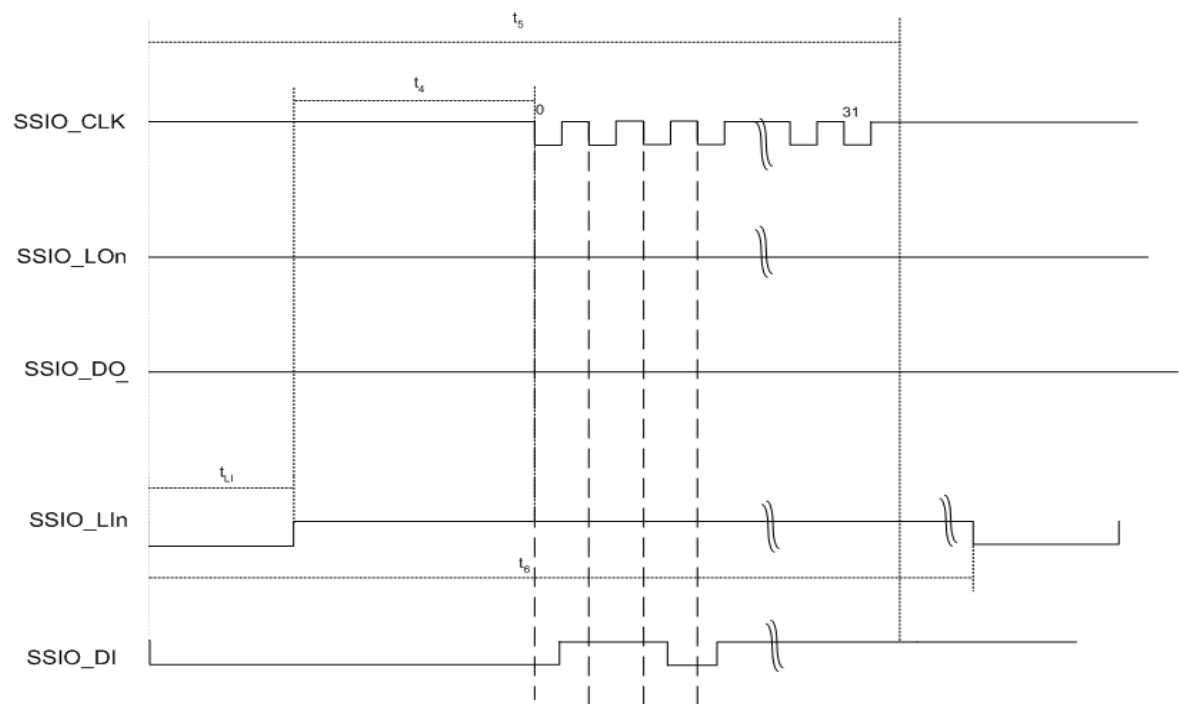 t5
t4
0
31
SSIO_CLK
SSIO_LOn
SSIO_DO_
tLI
SSIO_LIn
t6
SSIO_DI